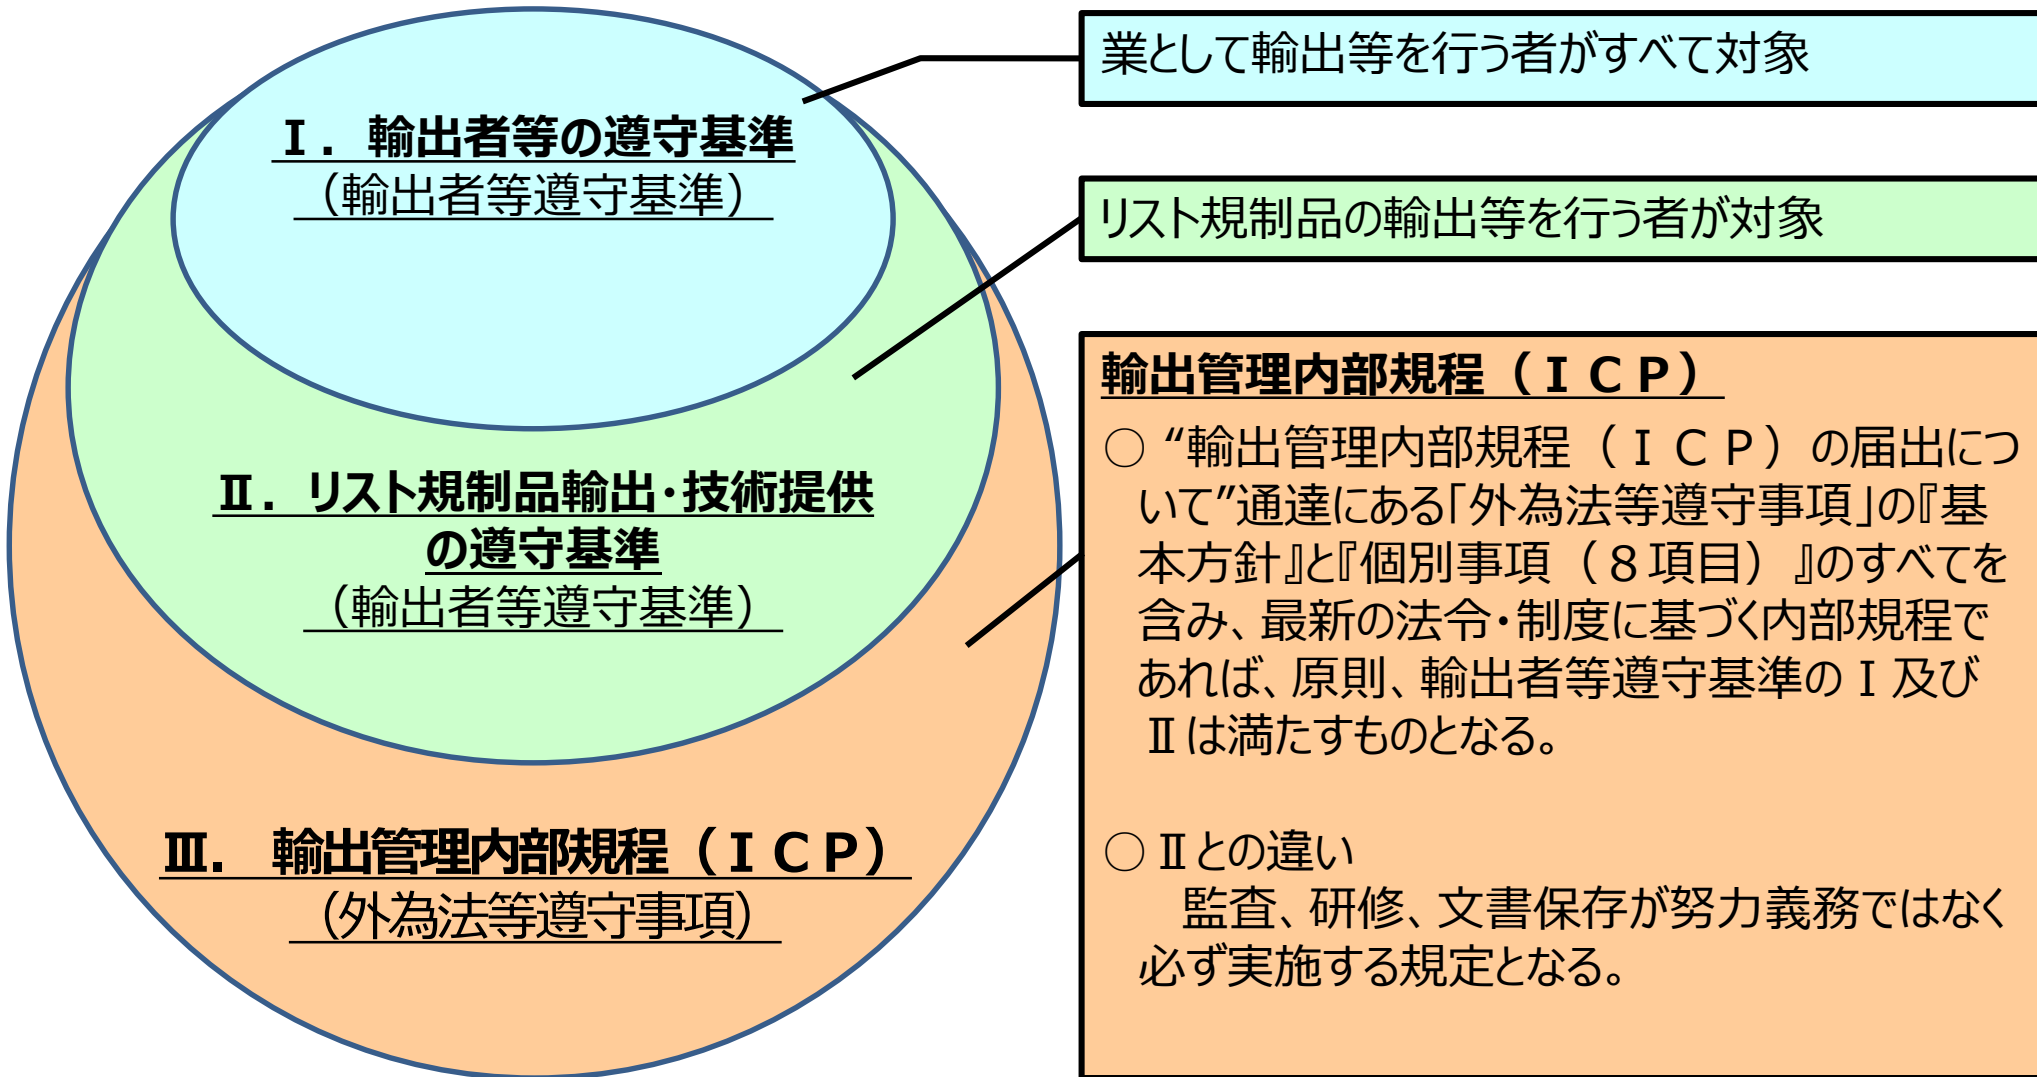 Ⅰ．輸出者等の遵守基準
（輸出者等遵守基準）
Ⅱ．リスト規制品輸出・技術提供
の遵守基準
（輸出者等遵守基準）
Ⅲ．　輸出管理内部規程（ＩＣＰ）
（外為法等遵守事項）
業として輸出等を行う者がすべて対象
リスト規制品の輸出等を行う者が対象
輸出管理内部規程（ＩＣＰ）
○“輸出管理内部規程（ＩＣＰ）の届出につ
いて”通達にある「外為法等遵守事項」の『基
本方針』と『個別事項（８項目）』のすべてを
含み、最新の法令・制度に基づく内部規程で
あれば、原則、輸出者等遵守基準のⅠ及び
Ⅱは満たすものとなる。
○Ⅱとの違い
監査、研修、文書保存が努力義務ではなく
必ず実施する規定となる。